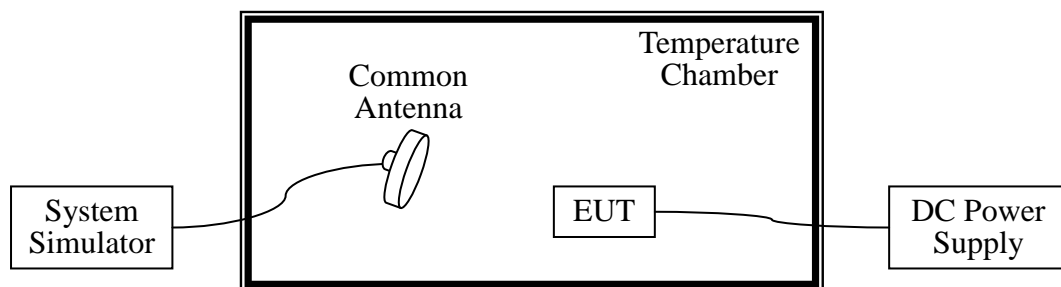 Temperature
Chamber
Common
Antenna
System
Simulator
EUT
DC Power
Supply